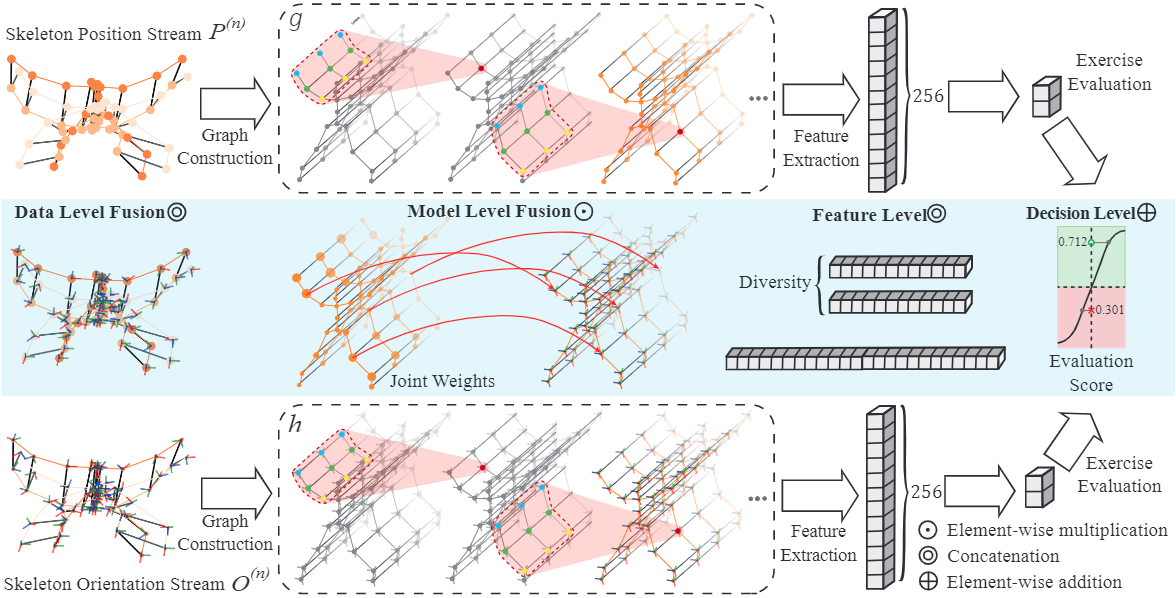 Skeleton Position Stream P^(n)
Graph
Construction
g
...
Feature
Extraction
256
Exercise
Evaluation
Data Level Fusion◎
Model Level Fusion⊙
Feature Level◎
Decision Level⊕
Joint Weights
Diversity
0.712
0.301
Evaluation
Score
Skeleton Orientation Stream O^(n)
Graph
Construction
h
...
Feature
Extraction
256
Exercise
Evaluation
⊙ Element-wise multiplication
◎ Concatenation
⊕ Element-wise addition